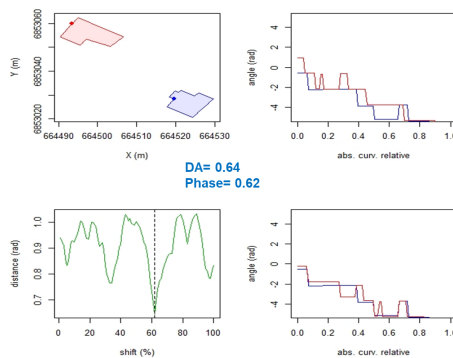 6853060
6853040
6853020
Y (m)
664490 664500 664510 664520 664530
X (m)
2
0
-2
-4
angle (rad)
0.0 0.2 0.4 0.6 0.8 1.0
abs. curv. relative
DA= 0.64
Phase= 0.62
1.0
0.9
0.8
0.7
distance (rad)
0 20 40 60 80 100
shift (%)
2
0
-2
-4
angle (rad)
0.0 0.2 0.4 0.6 0.8 1.0
abs. curv. relative